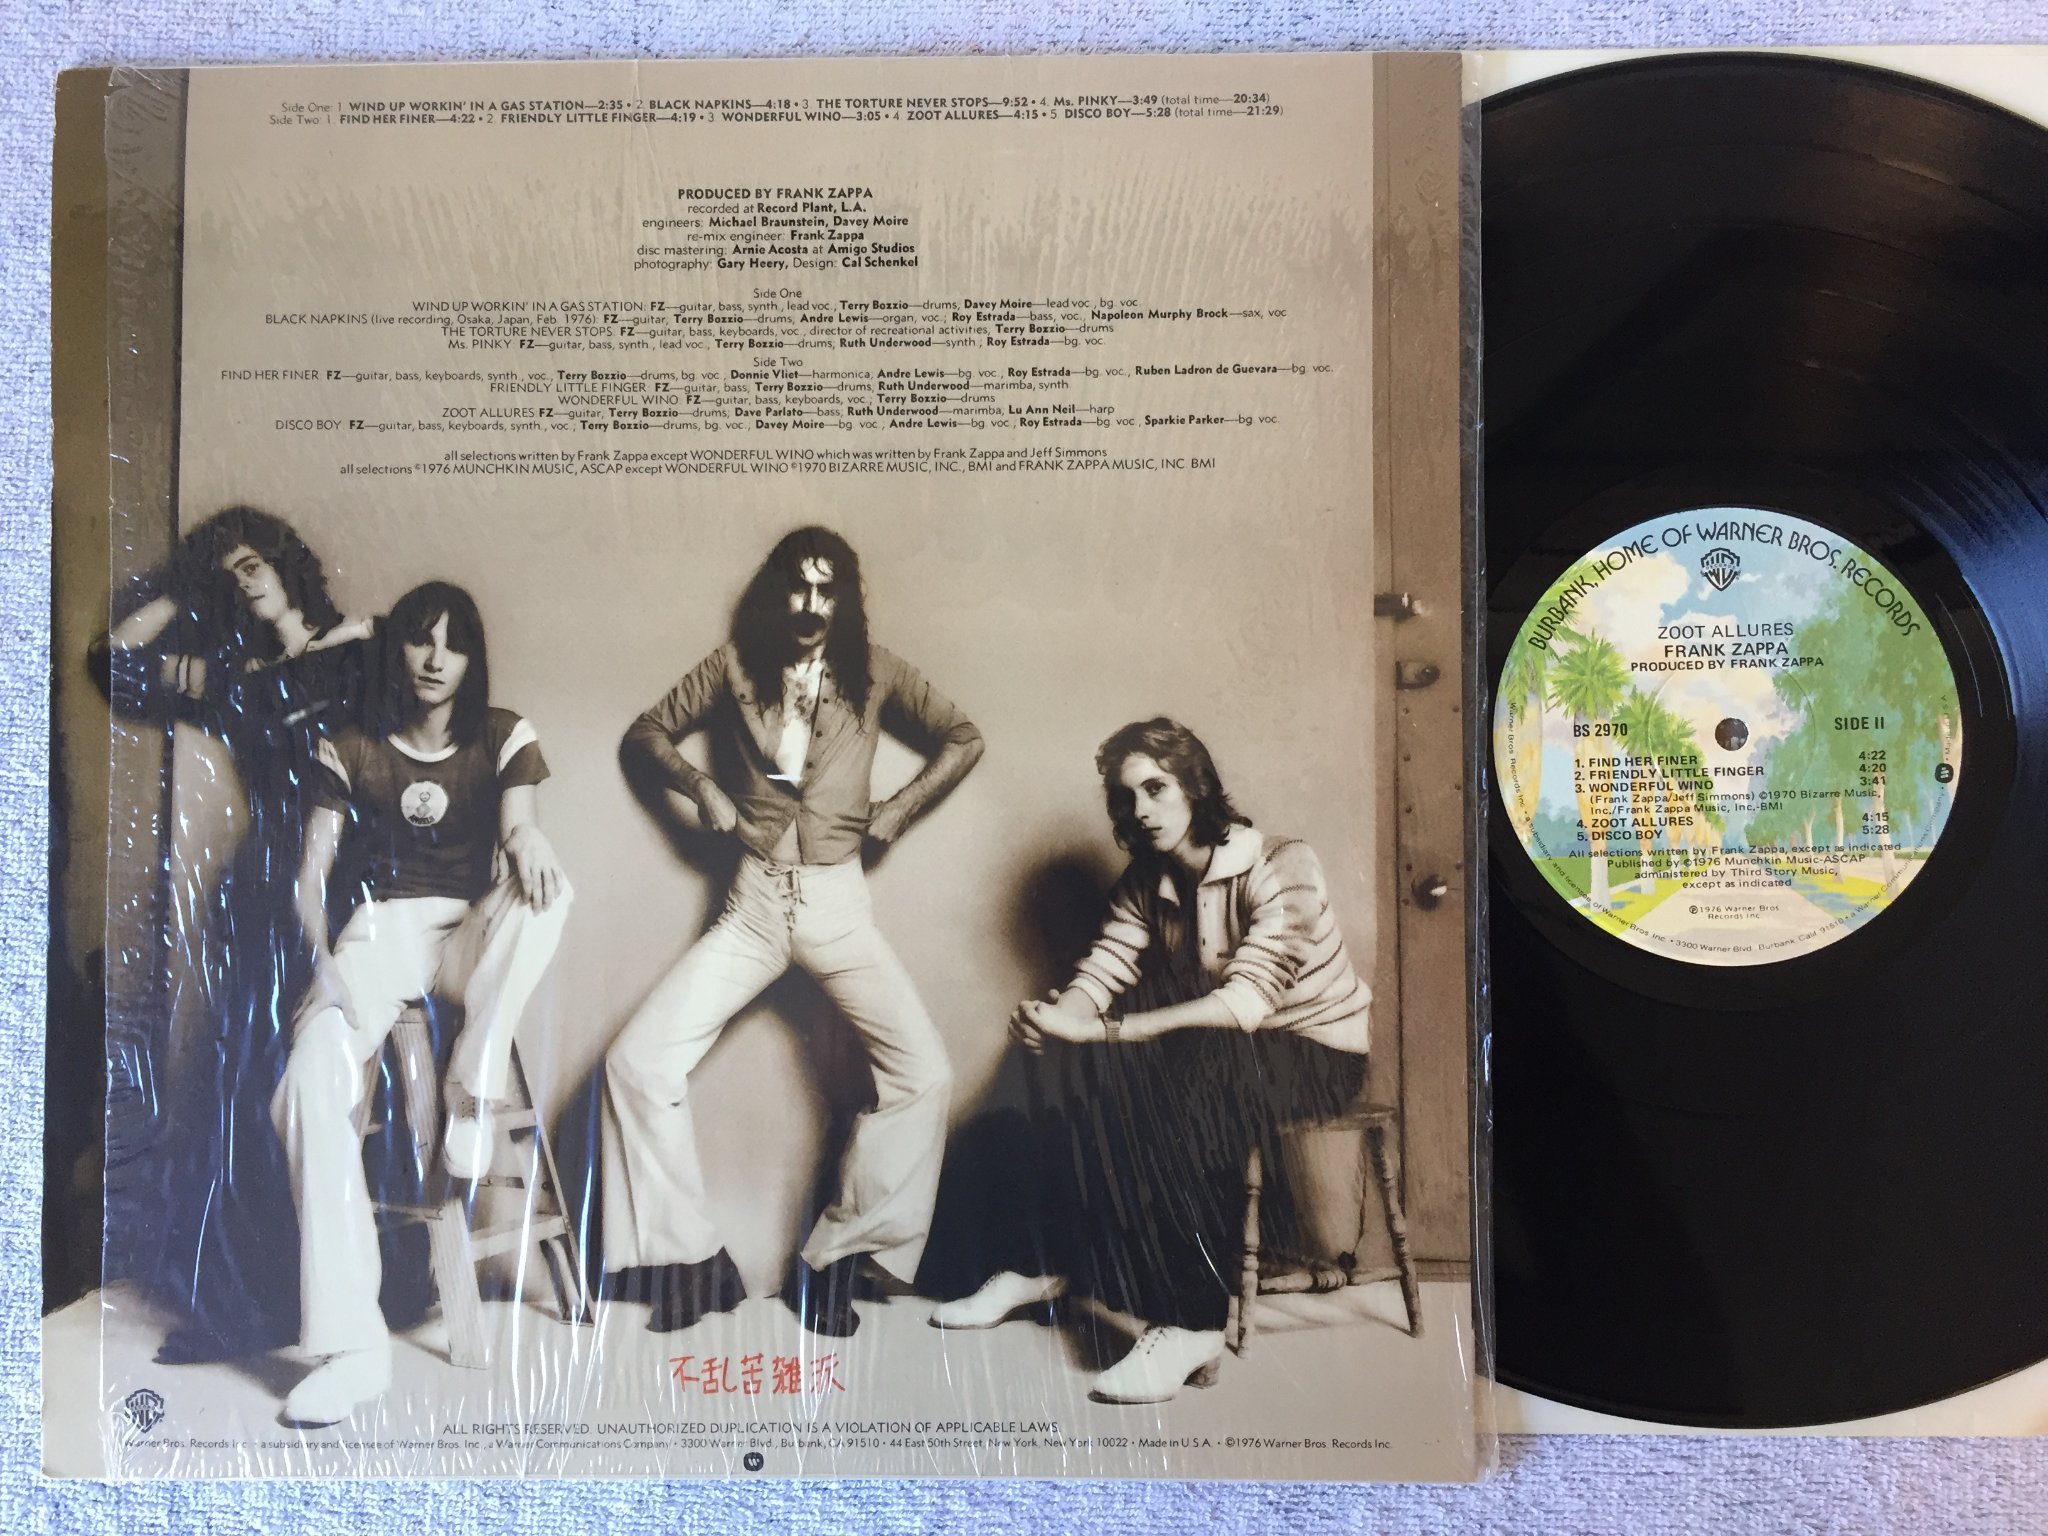 Side One: 1. WIND UP WORKIN' IN A GAS STATION—2:35 • 2. BLACK NAPKINS—4:18 • 3. THE TORTURE NEVER STOPS—9:52 • 4. Ms. PINKY—3:49 (total time—20:34)
Side Two: 1. FIND HER FINER—4:22 • 2. FRIENDLY LITTLE FINGER—4:19 • 3. WONDERFUL WINO—3:05 • 4. ZOOT ALLURES—4:15 • 5. DISCO BOY—5:28 (total time—21:29)
PRODUCED BY FRANK ZAPPA
recorded at Record Plant, L.A.
engineers: Michael Braunstein, Davey Moire
re-mix engineer: Frank Zappa
disc mastering: Arnie Acosta at Amigo Studios
photography: Gary Heery, Design: Cal Schenkel
Side One
WIND UP WORKIN' IN A GAS STATION: FZ—guitar, bass, synth., lead voc.; Terry Bozzio—drums; Davey Moire—lead voc., bg. voc.
BLACK NAPKINS (live recording, Osaka, Japan, Feb. 1976): FZ—guitar; Terry Bozzio—drums, Andre Lewis—organ, voc.; Roy Estrada—bass, voc.; Napoleon Murphy Brock—sax, voc.
THE TORTURE NEVER STOPS: FZ—guitar, bass, keyboards, voc., director of recreational activities, Terry Bozzio—drums
Ms. PINKY: FZ—guitar, bass, synth., lead voc.; Terry Bozzio—drums; Ruth Underwood—synth.; Roy Estrada—bg. voc.
Side Two
FIND HER FINER: FZ—guitar, bass, keyboards, synth., voc.; Terry Bozzio—drums, bg. voc.; Donnie Vliet—harmonica; Andre Lewis—bg. voc.; Roy Estrada—bg. voc.; Ruben Ladron de Guevara—bg. voc.
FRIENDLY LITTLE FINGER: FZ—guitar, bass, Terry Bozzio—drums; Ruth Underwood—marimba, synth.
WONDERFUL WINO: FZ—guitar, bass, keyboards, voc.; Terry Bozzio—drums
ZOOT ALLURES FZ—guitar, Terry Bozzio—drums; Dave Parlato—bass; Ruth Underwood—marimba; Lu Ann Neil—harp
DISCO BOY: FZ—guitar, bass, keyboards, synth., voc.; Terry Bozzio—drums, bg. voc.; Davey Moire—bg. voc.; Andre Lewis—bg. voc.; Roy Estrada—bg. voc.; Sparkie Parker—bg. voc.
all selections written by Frank Zappa except WONDERFUL WINO which was written by Frank Zappa and Jeff Simmons
all selections ©1976 MUNCHKIN MUSIC, ASCAP except WONDERFUL WINO ©1970 BIZARRE MUSIC, INC., BMI and FRANK ZAPPA MUSIC, INC. BMI
ANGELS
不乱苦雑派
ALL RIGHTS RESERVED. UNAUTHORIZED DUPLICATION IS A VIOLATION OF APPLICABLE LAWS.
Warner Bros. Records Inc. • a subsidiary and licensee of Warner Bros. Inc., a Warner Communications Company • 3300 Warner Blvd., Burbank, CA 91510 • 44 East 50th Street, New York, New York 10022 • Made in U.S.A. • ©1976 Warner Bros. Records Inc.
BURBANK, HOME OF WARNER BROS. RECORDS
ZOOT ALLURES
FRANK ZAPPA
PRODUCED BY FRANK ZAPPA
BS 2970 SIDE II
1. FIND HER FINER 4:22
2. FRIENDLY LITTLE FINGER 4:20
3. WONDERFUL WINO 3:41
(Frank Zappa/Jeff Simmons) ©1970 Bizarre Music,
Inc./Frank Zappa Music, Inc.-BMI
4. ZOOT ALLURES 4:15
5. DISCO BOY 5:28
All selections written by Frank Zappa, except as indicated
Published by ©1976 Munchkin Music-ASCAP
administered by Third Story Music,
except as indicated
℗1976 Warner Bros.
Records Inc.
Warner Bros. Records Inc. • a subsidiary and licensee of Warner Bros. Inc. • 3300 Warner Blvd., Burbank, Calif. 91510 • a Warner Communications Company